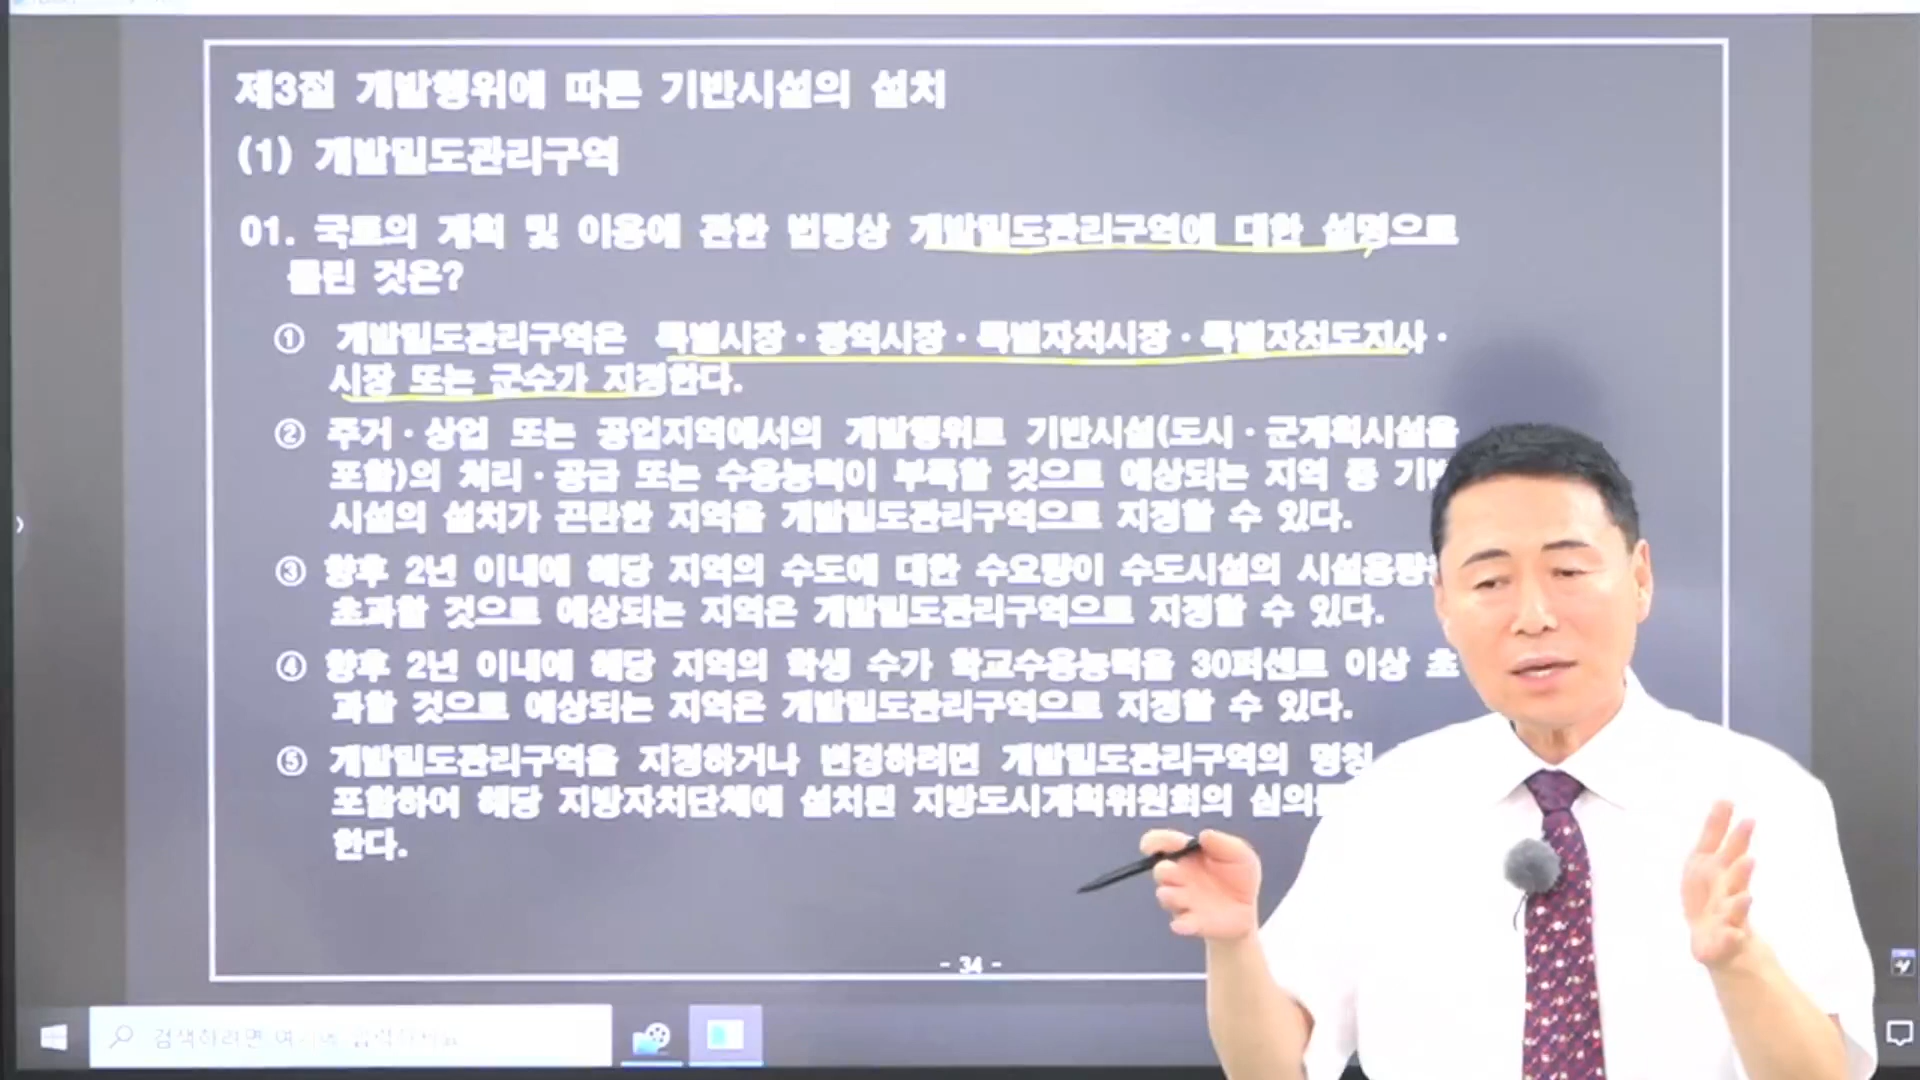 제3절 개발행위에 따른 기반시설의 설치
(1) 개발밀도관리구역
01. 국토의 계획 및 이용에 관한 법령상 개발밀도관리구역에 대한 설명으로
틀린 것은?
① 개발밀도관리구역은 특별시장·광역시장·특별자치시장·특별자치도지사·
시장 또는 군수가 지정한다.
② 주거·상업 또는 공업지역에서의 개발행위로 기반시설(도시·군계획시설을
포함)의 처리·공급 또는 수용능력이 부족할 것으로 예상되는 지역 중 기반
시설의 설치가 곤란한 지역을 개발밀도관리구역으로 지정할 수 있다.
③ 향후 2년 이내에 해당 지역의 수도에 대한 수요량이 수도시설의 시설용량
초과할 것으로 예상되는 지역은 개발밀도관리구역으로 지정할 수 있다.
④ 향후 2년 이내에 해당 지역의 학생 수가 학교수용능력을 30퍼센트 이상 초
과할 것으로 예상되는 지역은 개발밀도관리구역으로 지정할 수 있다.
⑤ 개발밀도관리구역을 지정하거나 변경하려면 개발밀도관리구역의 명칭
포함하여 해당 지방자치단체에 설치된 지방도시계획위원회의 심의
한다.
- 34 -
검색하려면 여기에 입력하세요